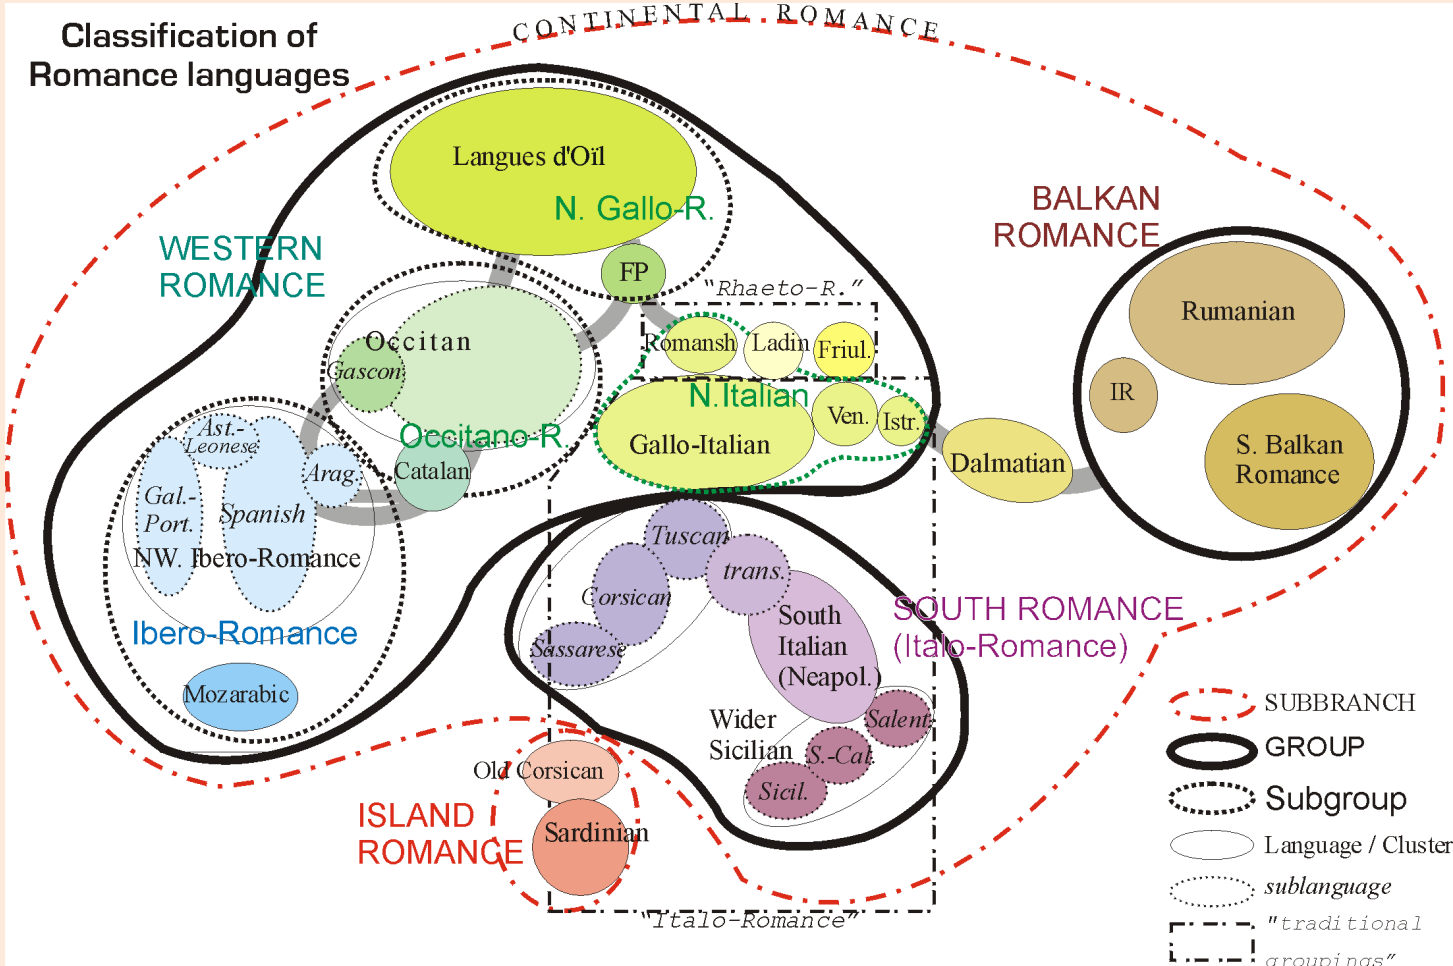 CONTINENTAL ROMANCE
Classification of
Romance languages
Langues d'Oïl
N. Gallo-R.
WESTERN
ROMANCE
BALKAN
ROMANCE
FP
"Rhaeto-R."
Rumanian
Occitan
Gascon
Romansh
Ladin
Friul.
IR
N.Italian
Ven.
Istr.
Gallo-Italian
Occitano-R.
Catalan
Ast.-
Leonese
Arag.
Gal.-
Port.
Spanish
NW. Ibero-Romance
Dalmatian
S. Balkan
Romance
Ibero-Romance
Mozarabic
Tuscan
trans.
Corsican
Sassarese
South
Italian
(Neapol.)
SOUTH ROMANCE
(Italo-Romance)
Wider
Sicilian
Salent.
S.-Cal.
Sicil.
Old Corsican
Sardinian
ISLAND
ROMANCE
"Italo-Romance"
SUBBRANCH
GROUP
Subgroup
Language / Cluster
sublanguage
"traditional
groupings"